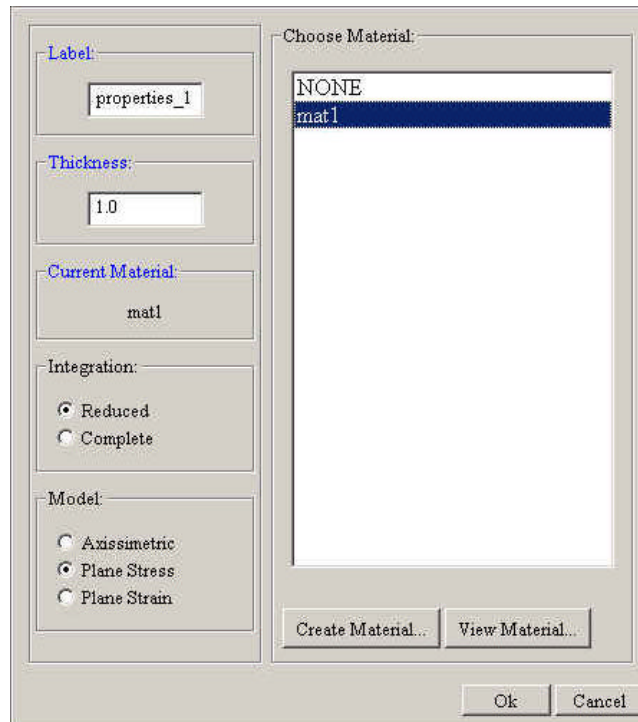 Label:
properties_1
Thickness:
1.0
Current Material:
mat1
Integration:
Reduced
Complete
Model:
Axissimetric
Plane Stress
Plane Strain
Choose Material:
NONE
mat1
Create Material...
View Material...
Ok
Cancel